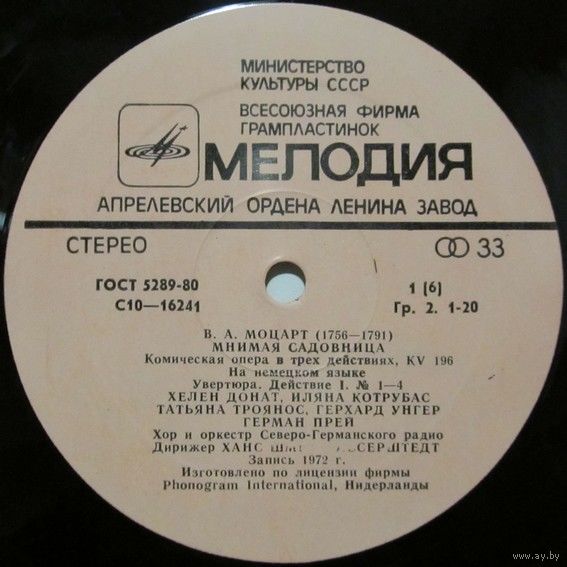 МИНИСТЕРСТВО
КУЛЬТУРЫ СССР
ВСЕСОЮЗНАЯ ФИРМА
ГРАМПЛАСТИНОК
МЕЛОДИЯ
АПРЕЛЕВСКИЙ ОРДЕНА ЛЕНИНА ЗАВОД
СТЕРЕО 33
ГОСТ 5289-80 1 (6)
С10—16241 Гр. 2. 1-20
В. А. МОЦАРТ (1756—1791)
МНИМАЯ САДОВНИЦА
Комическая опера в трех действиях, KV 196
На немецком языке
Увертюра. Действие I. № 1—4
ХЕЛЕН ДОНАТ, ИЛЯНА КОТРУБАС
ТАТЬЯНА ТРОЯНОС, ГЕРХАРД УНГЕР
ГЕРМАН ПРЕЙ
Хор и оркестр Северо-Германского радио
Дирижер ХАНС
Запись 1972 г.
Изготовлено по лицензии фирмы
Phonogram International, Нидерланды
www.ay.by